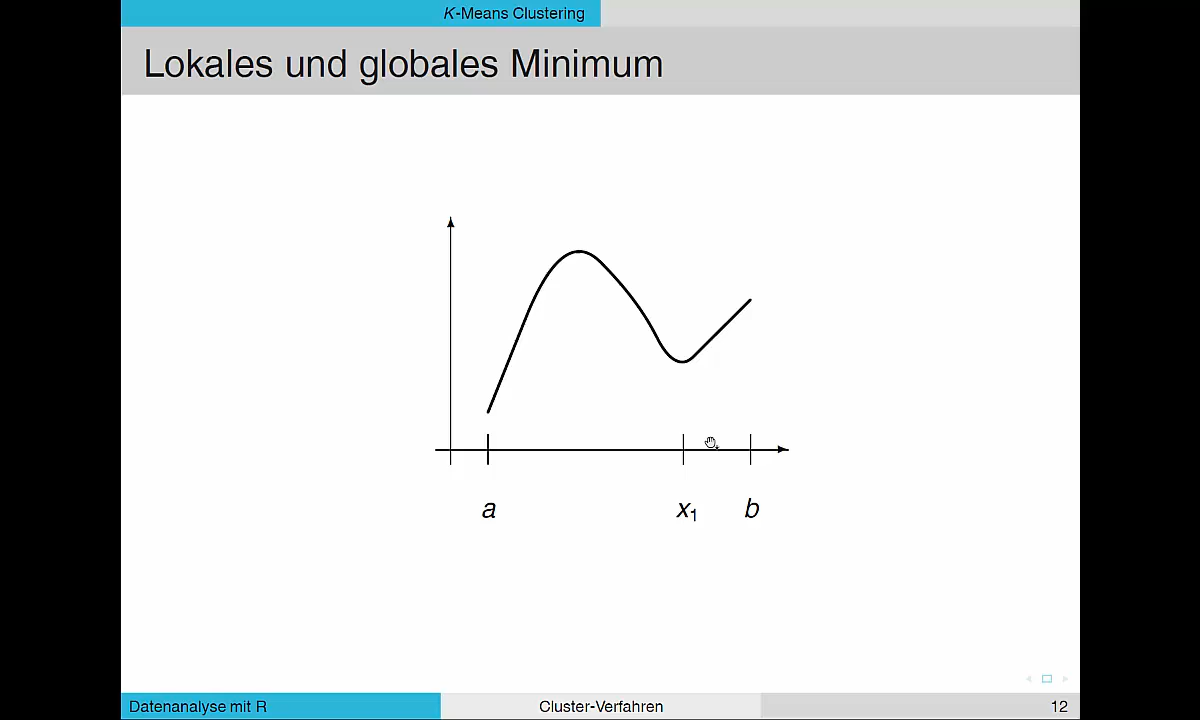 K-Means Clustering
Lokales und globales Minimum
a x₁ b
Datenanalyse mit R Cluster-Verfahren 12